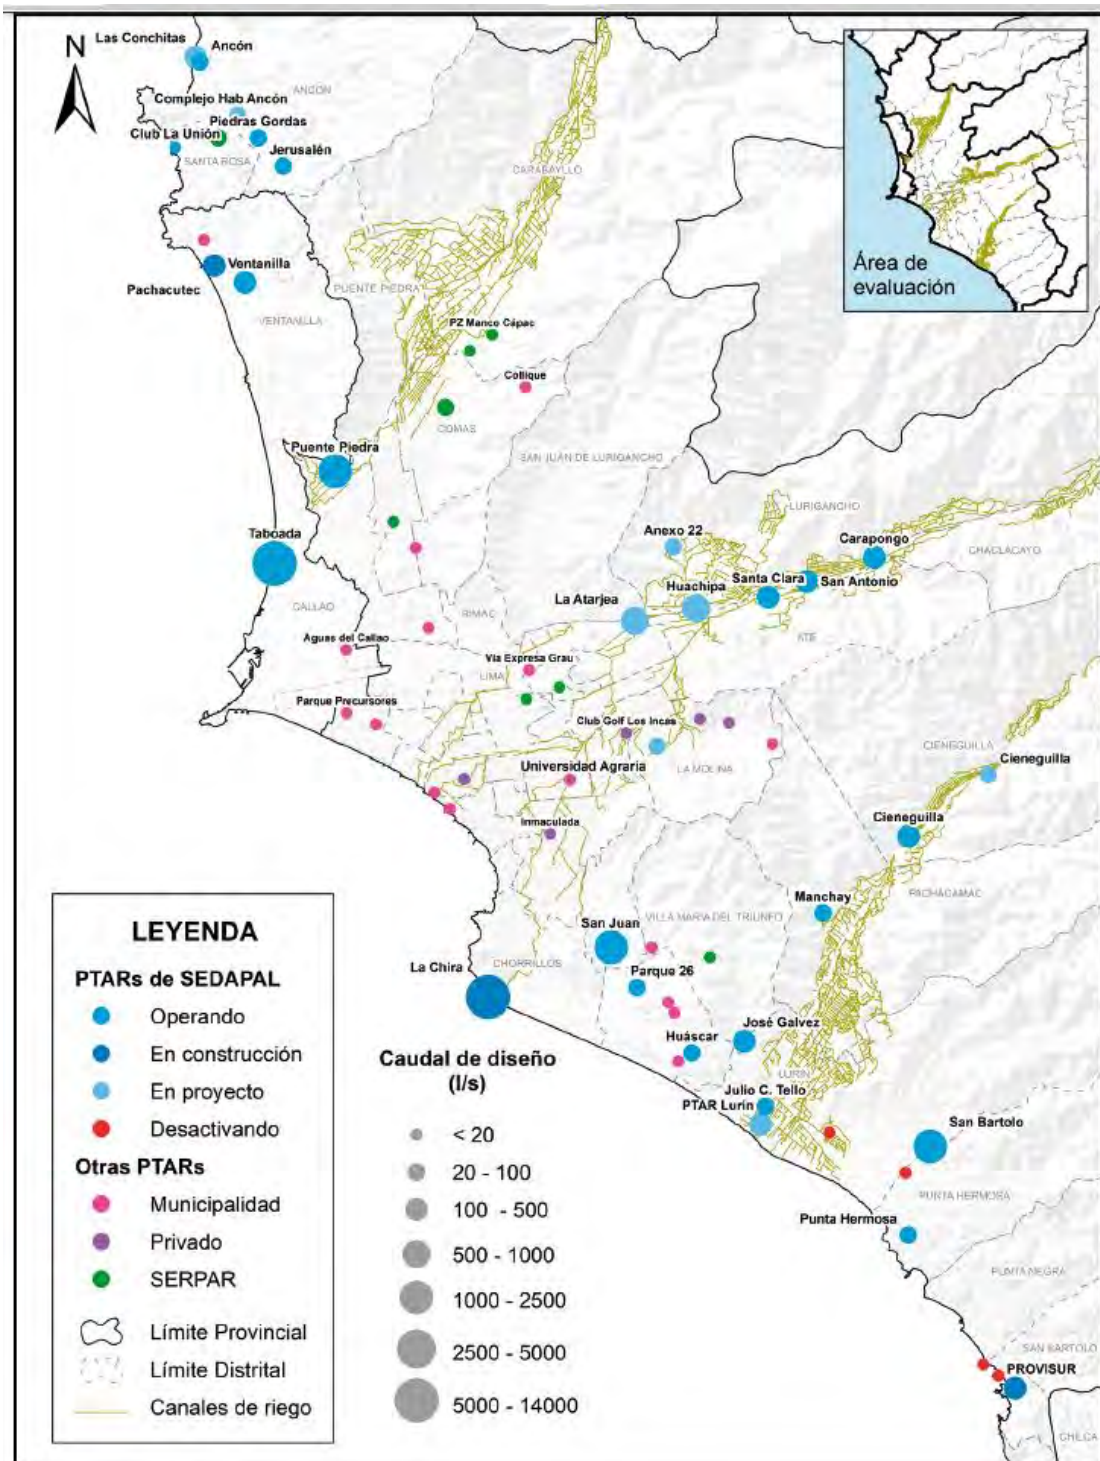 N
Las Conchitas
Ancón
ANCON
Complejo Hab Ancón
Piedras Gordas
Club La Unión
Jerusalén
SANTA ROSA
CARABAYLLO
Área de
evaluación
Ventanilla
Pachacutec
PUENTE PIEDRA
VENTANILLA
PZ Manco Cápac
Collique
COMAS
Puente Piedra
SAN JUAN DE LURIGANCHO
LURIGANCHO
Taboada
Anexo 22
Carapongo
CHACLACAYO
Santa Clara
San Antonio
Huachipa
La Atarjea
CALLAO
RIMAC
ATE
Aguas del Callao
Vía Expresa Grau
LIMA
Parque Precursores
Club Golf Los Incas
CIENEGUILLA
Cieneguilla
LA MOLINA
Universidad Agraria
Inmaculada
Cieneguilla
Manchay
PACHACAMAC
San Juan
VILLA MARIA DEL TRIUNFO
La Chira
CHORRILLOS
Parque 26
José Galvez
Huáscar
LURIN
Julio C. Tello
PTAR Lurín
San Bartolo
PUNTA HERMOSA
Punta Hermosa
PUNTA NEGRA
SAN BARTOLO
PROVISUR
CHILCA
LEYENDA
PTARs de SEDAPAL
Operando
En construcción
En proyecto
Desactivando
Otras PTARs
Municipalidad
Privado
SERPAR
Límite Provincial
Límite Distrital
Canales de riego
Caudal de diseño
(l/s)
< 20
20 - 100
100 - 500
500 - 1000
1000 - 2500
2500 - 5000
5000 - 14000